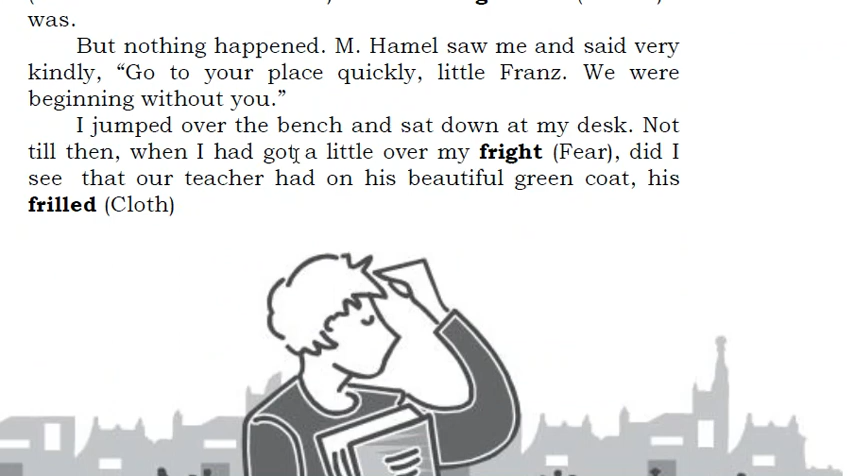 was.
But nothing happened. M. Hamel saw me and said very
kindly, “Go to your place quickly, little Franz. We were
beginning without you.”
I jumped over the bench and sat down at my desk. Not
till then, when I had got a little over my fright (Fear), did I
see that our teacher had on his beautiful green coat, his
frilled (Cloth)